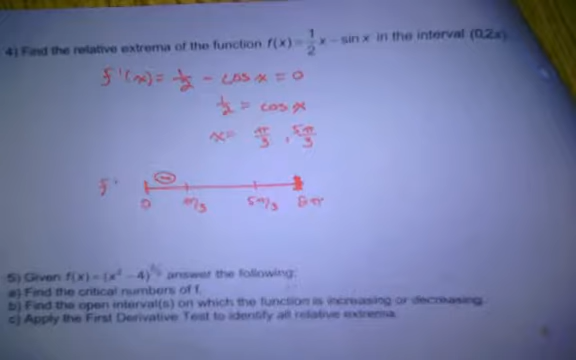 4) Find the relative extrema of the function f(x) = 1/2 x - sin x in the interval (0,2π)
f'(x) = 1/2 - cos x = 0
1/2 = cos x
x = π/3 , 5π/3
f'
0 π/3 5π/3 2π
5) Given f(x) = (x² - 4)^2/3 answer the following:
a) Find the critical numbers of f.
b) Find the open interval(s) on which the function is increasing or decreasing.
c) Apply the First Derivative Test to identify all relative extrema.